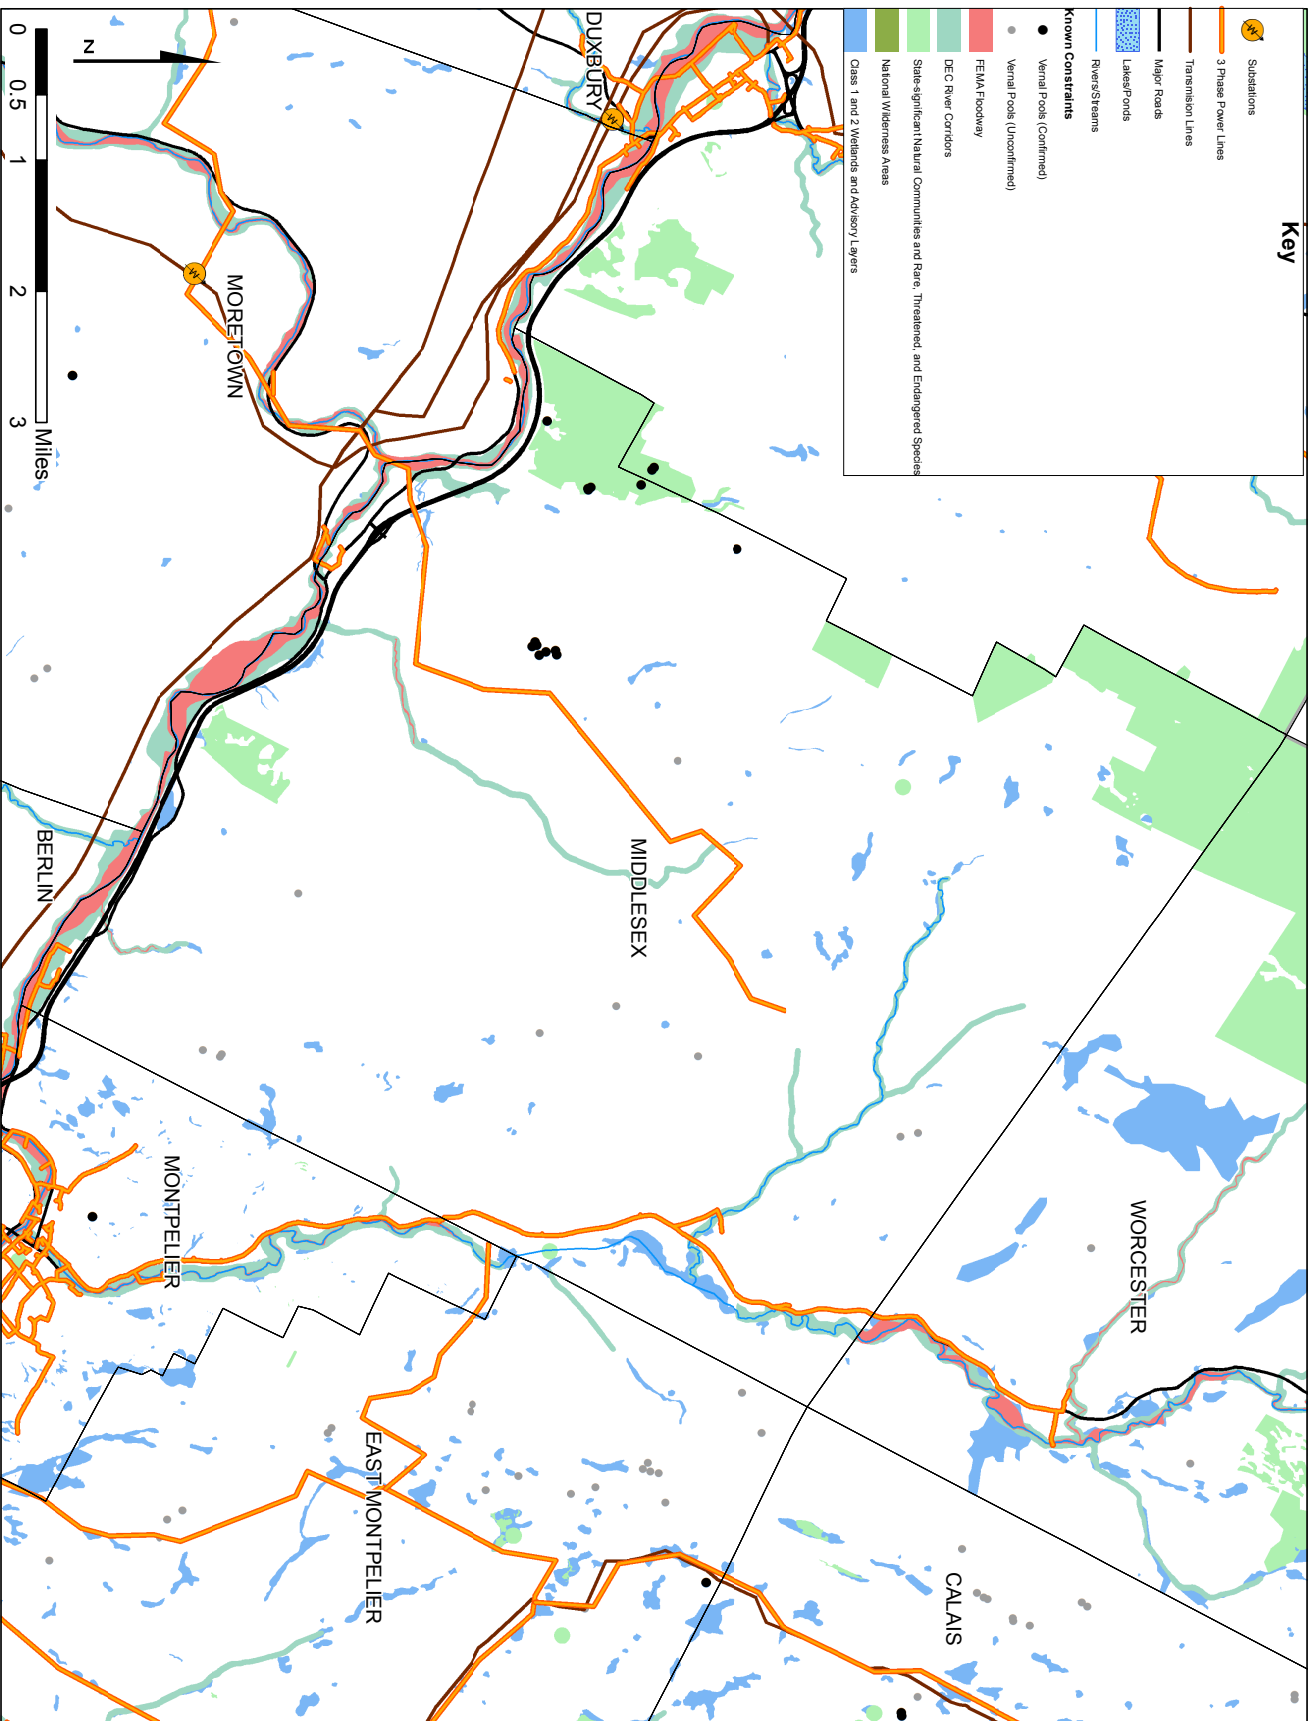 Key
Substations
3 Phase Power Lines
Transmision Lines
Major Roads
Lakes/Ponds
Rivers/Streams
Known Constraints
Vernal Pools (Confirmed)
Vernal Pools (Unconfirmed)
FEMA Floodway
DEC River Corridors
State-significant Natural Communities and Rare, Threatened, and Endangered Species
National Wilderness Areas
Class 1 and 2 Wetlands and Advisory Layers
WORCESTER
CALAIS
MIDDLESEX
DUXBURY
EAST MONTPELIER
MORETOWN
MONTPELIER
BERLIN
N
0 0.5 1 2 3
Miles